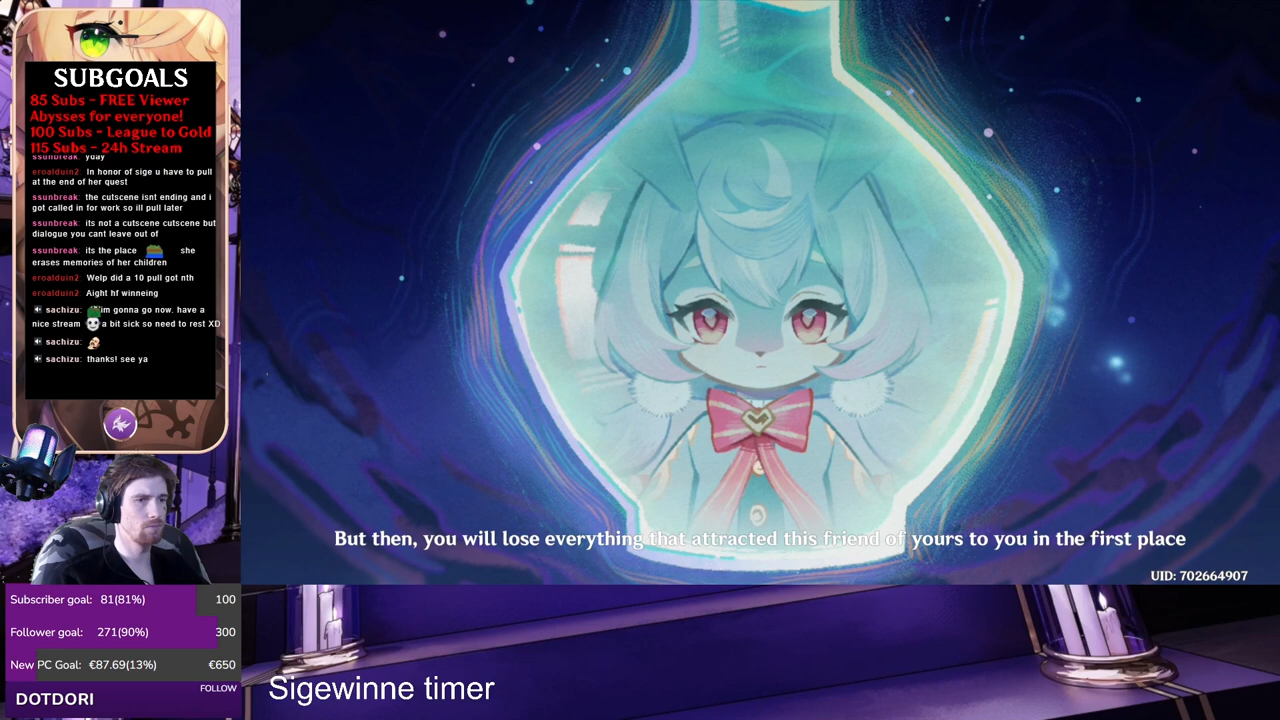 SUBGOALS
85 Subs - FREE Viewer
Abysses for everyone!
100 Subs - League to Gold
115 Subs - 24h Stream
ssunbreak: yday
eroalduin2: In honor of sige u have to pull
at the end of her quest
ssunbreak: the cutscene isnt ending and i
got called in for work so ill pull later
ssunbreak: its not a cutscene cutscene but
dialogue you cant leave out of
ssunbreak: its the place she
erases memories of her children
eroalduin2: Welp did a 10 pull got nth
eroalduin2: Aight hf winneing
sachizu: im gonna go now. have a
nice stream a bit sick so need to rest XD
sachizu:
sachizu: thanks! see ya
But then, you will lose everything that attracted this friend of yours to you in the first place
UID: 702664907
Subscriber goal: 81(81%) 100
Follower goal: 271(90%) 300
New PC Goal: €87.69(13%) €650
FOLLOW
DOTDORI
Sigewinne timer